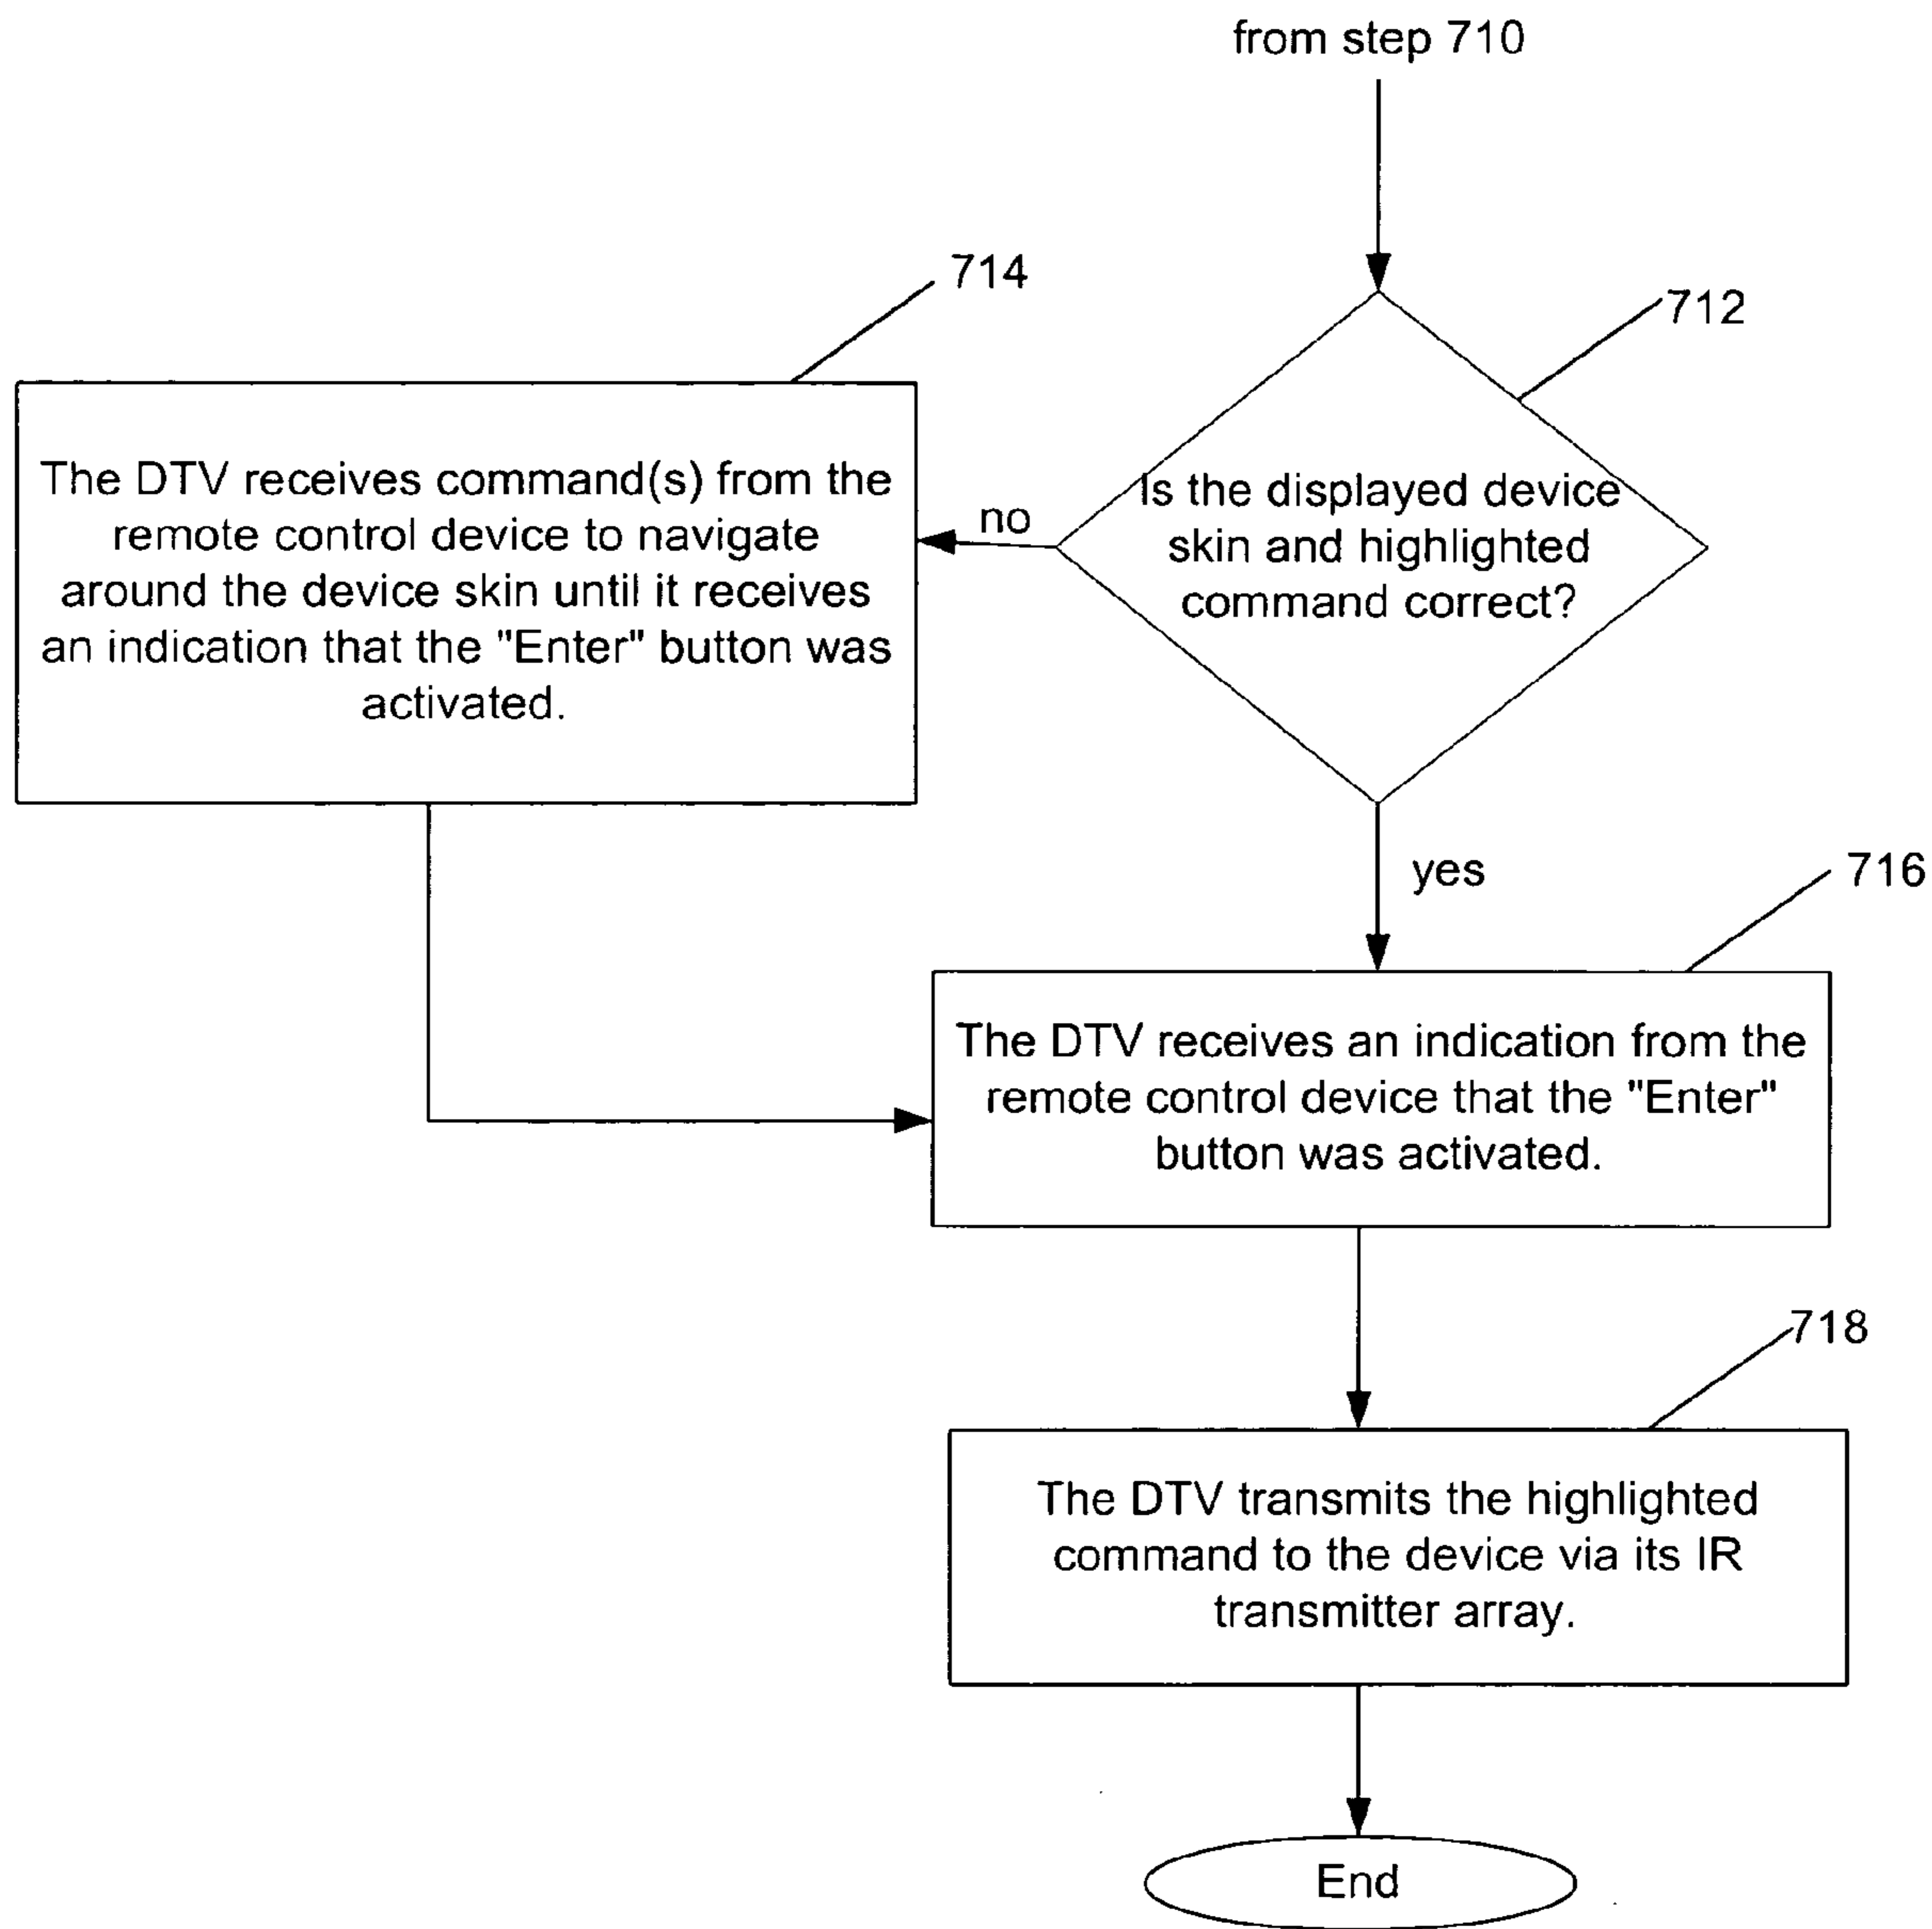 from step 710
714
712
The DTV receives command(s) from the
remote control device to navigate
around the device skin until it receives
an indication that the "Enter" button was
activated.
no
Is the displayed device
skin and highlighted
command correct?
yes
716
The DTV receives an indication from the
remote control device that the "Enter"
button was activated.
718
The DTV transmits the highlighted
command to the device via its IR
transmitter array.
End